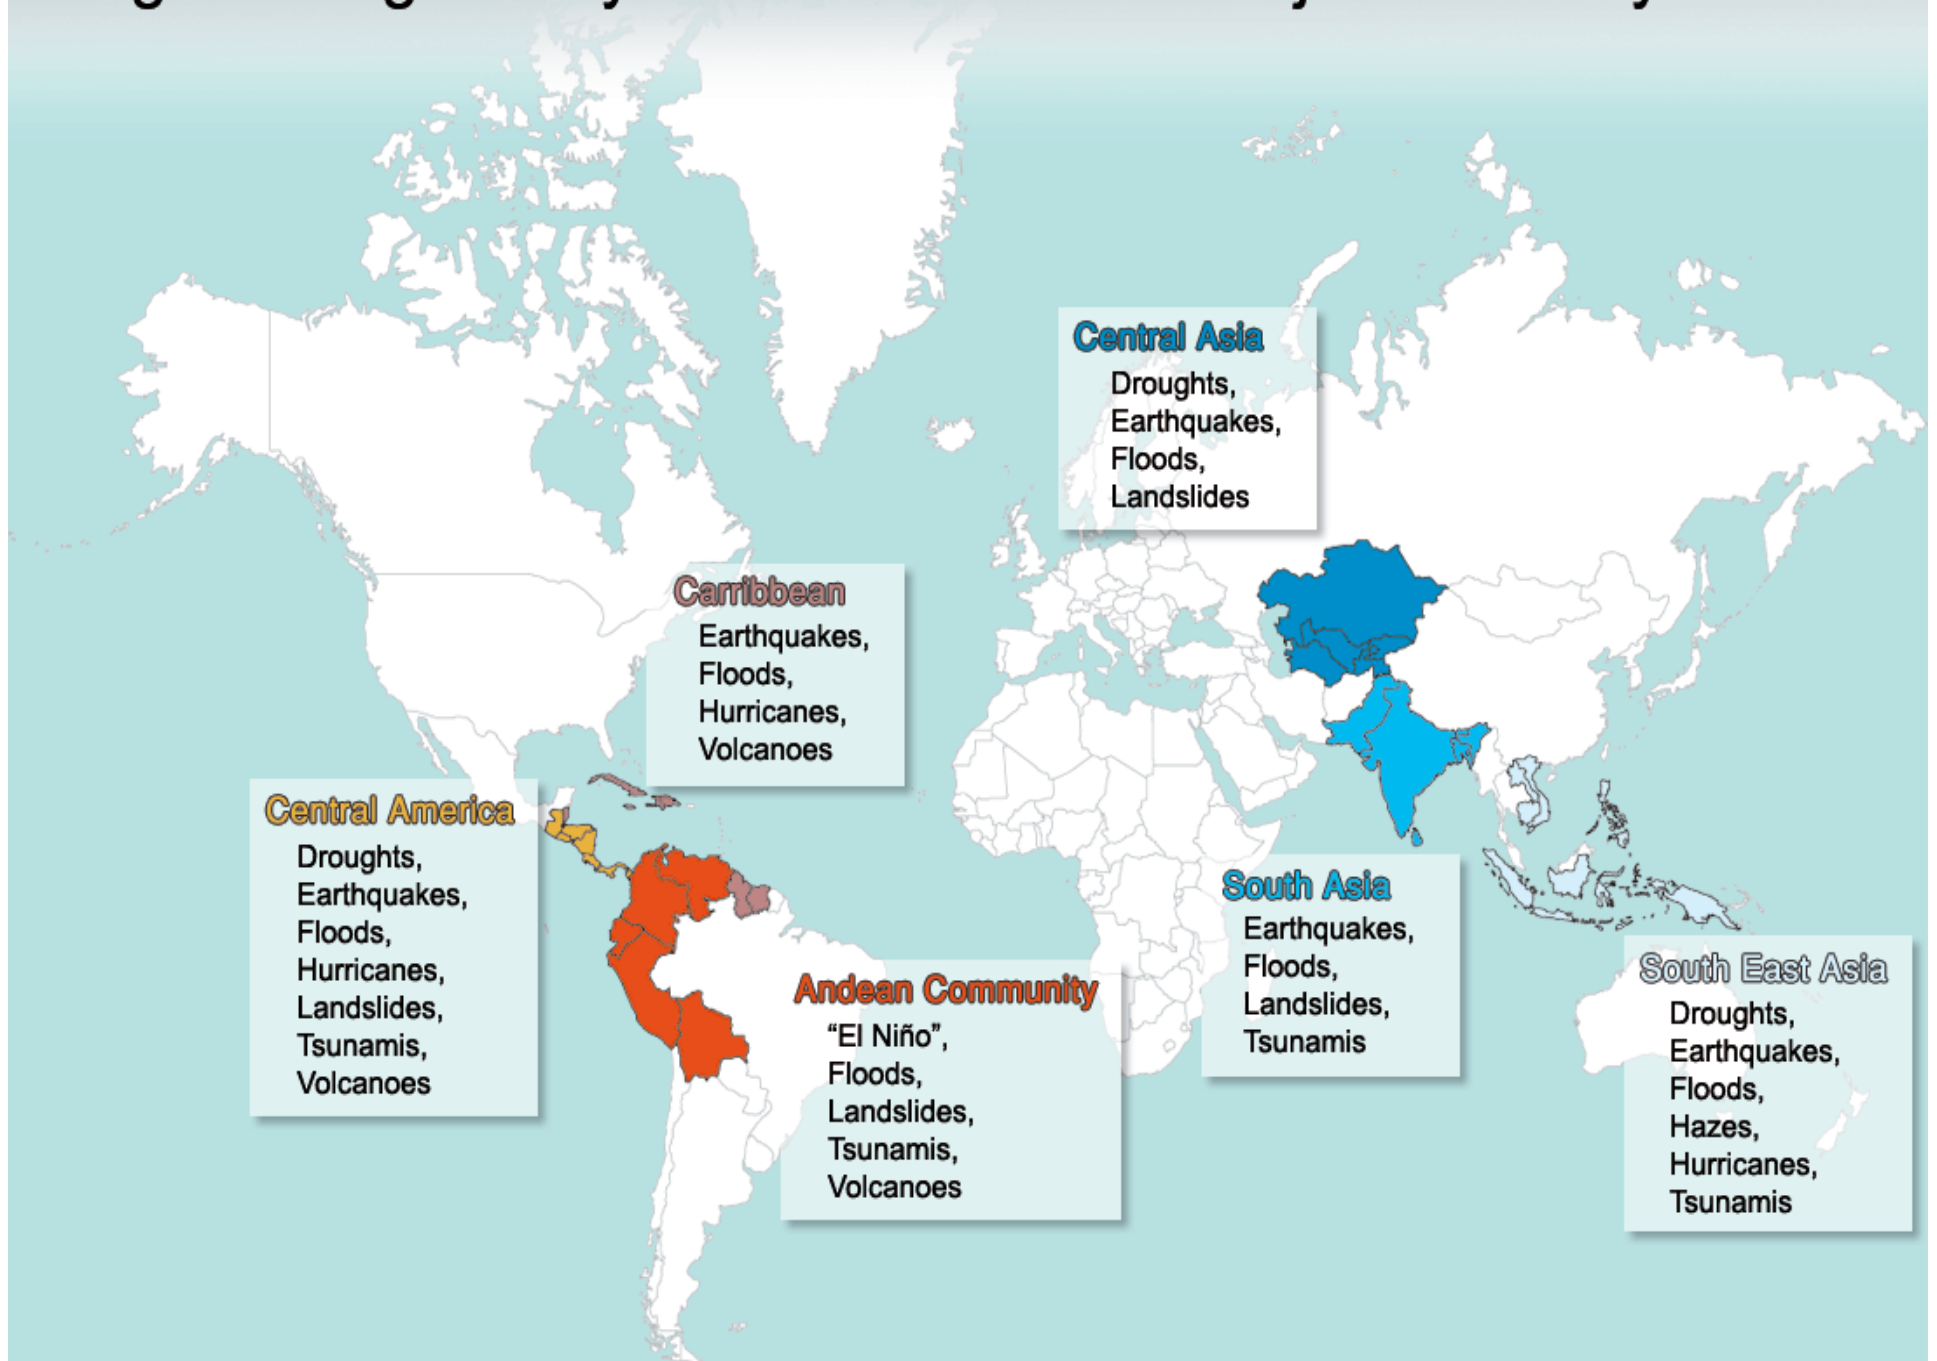 Central Asia
Droughts,
Earthquakes,
Floods,
Landslides
Carribbean
Earthquakes,
Floods,
Hurricanes,
Volcanoes
Central America
Droughts,
Earthquakes,
Floods,
Hurricanes,
Landslides,
Tsunamis,
Volcanoes
South Asia
Earthquakes,
Floods,
Landslides,
Tsunamis
Andean Community
“El Niño”,
Floods,
Landslides,
Tsunamis,
Volcanoes
South East Asia
Droughts,
Earthquakes,
Floods,
Hazes,
Hurricanes,
Tsunamis